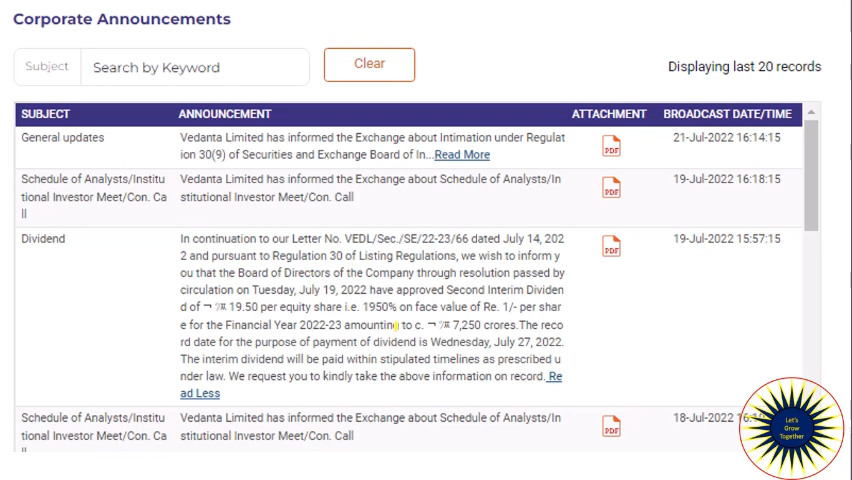 Corporate Announcements
Subject
Search by Keyword
Clear
Displaying last 20 records
SUBJECT ANNOUNCEMENT ATTACHMENT BROADCAST DATE/TIME
General updates
Vedanta Limited has informed the Exchange about Intimation under Regulat
ion 30(9) of Securities and Exchange Board of In...Read More
PDF
21-Jul-2022 16:14:15
Schedule of Analysts/Institu
tional Investor Meet/Con. Ca
ll
Vedanta Limited has informed the Exchange about Schedule of Analysts/In
stitutional Investor Meet/Con. Call
PDF
19-Jul-2022 16:18:15
Dividend
In continuation to our Letter No. VEDL/Sec./SE/22-23/66 dated July 14, 202
2 and pursuant to Regulation 30 of Listing Regulations, we wish to inform y
ou that the Board of Directors of the Company through resolution passed by
circulation on Tuesday, July 19, 2022 have approved Second Interim Dividen
d of 19.50 per equity share i.e. 1950% on face value of Re. 1/- per shar
e for the Financial Year 2022-23 amounting to c. 7,250 crores.The reco
rd date for the purpose of payment of dividend is Wednesday, July 27, 2022.
The interim dividend will be paid within stipulated timelines as prescribed u
nder law. We request you to kindly take the above information on record. Re
ad Less
PDF
19-Jul-2022 15:57:15
Schedule of Analysts/Institu
tional Investor Meet/Con. Ca
Vedanta Limited has informed the Exchange about Schedule of Analysts/In
stitutional Investor Meet/Con. Call
PDF
18-Jul-2022
Let's
Grow
Together